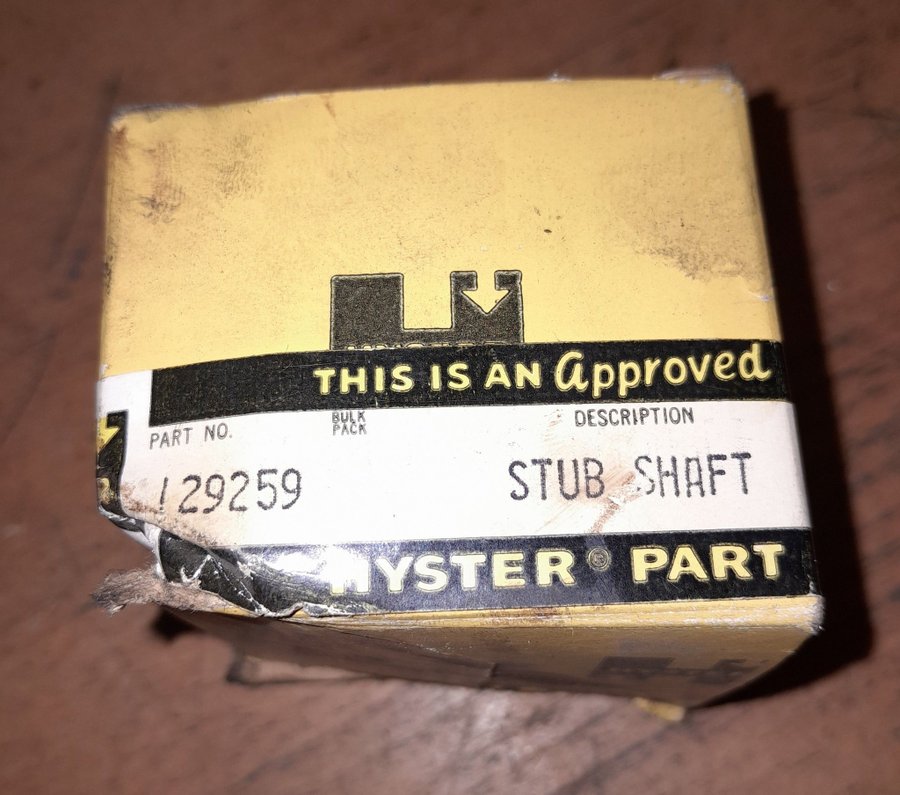 THIS IS AN Approved
PART NO.
BULK
PACK
DESCRIPTION
129259
STUB SHAFT
HYSTER ® PART